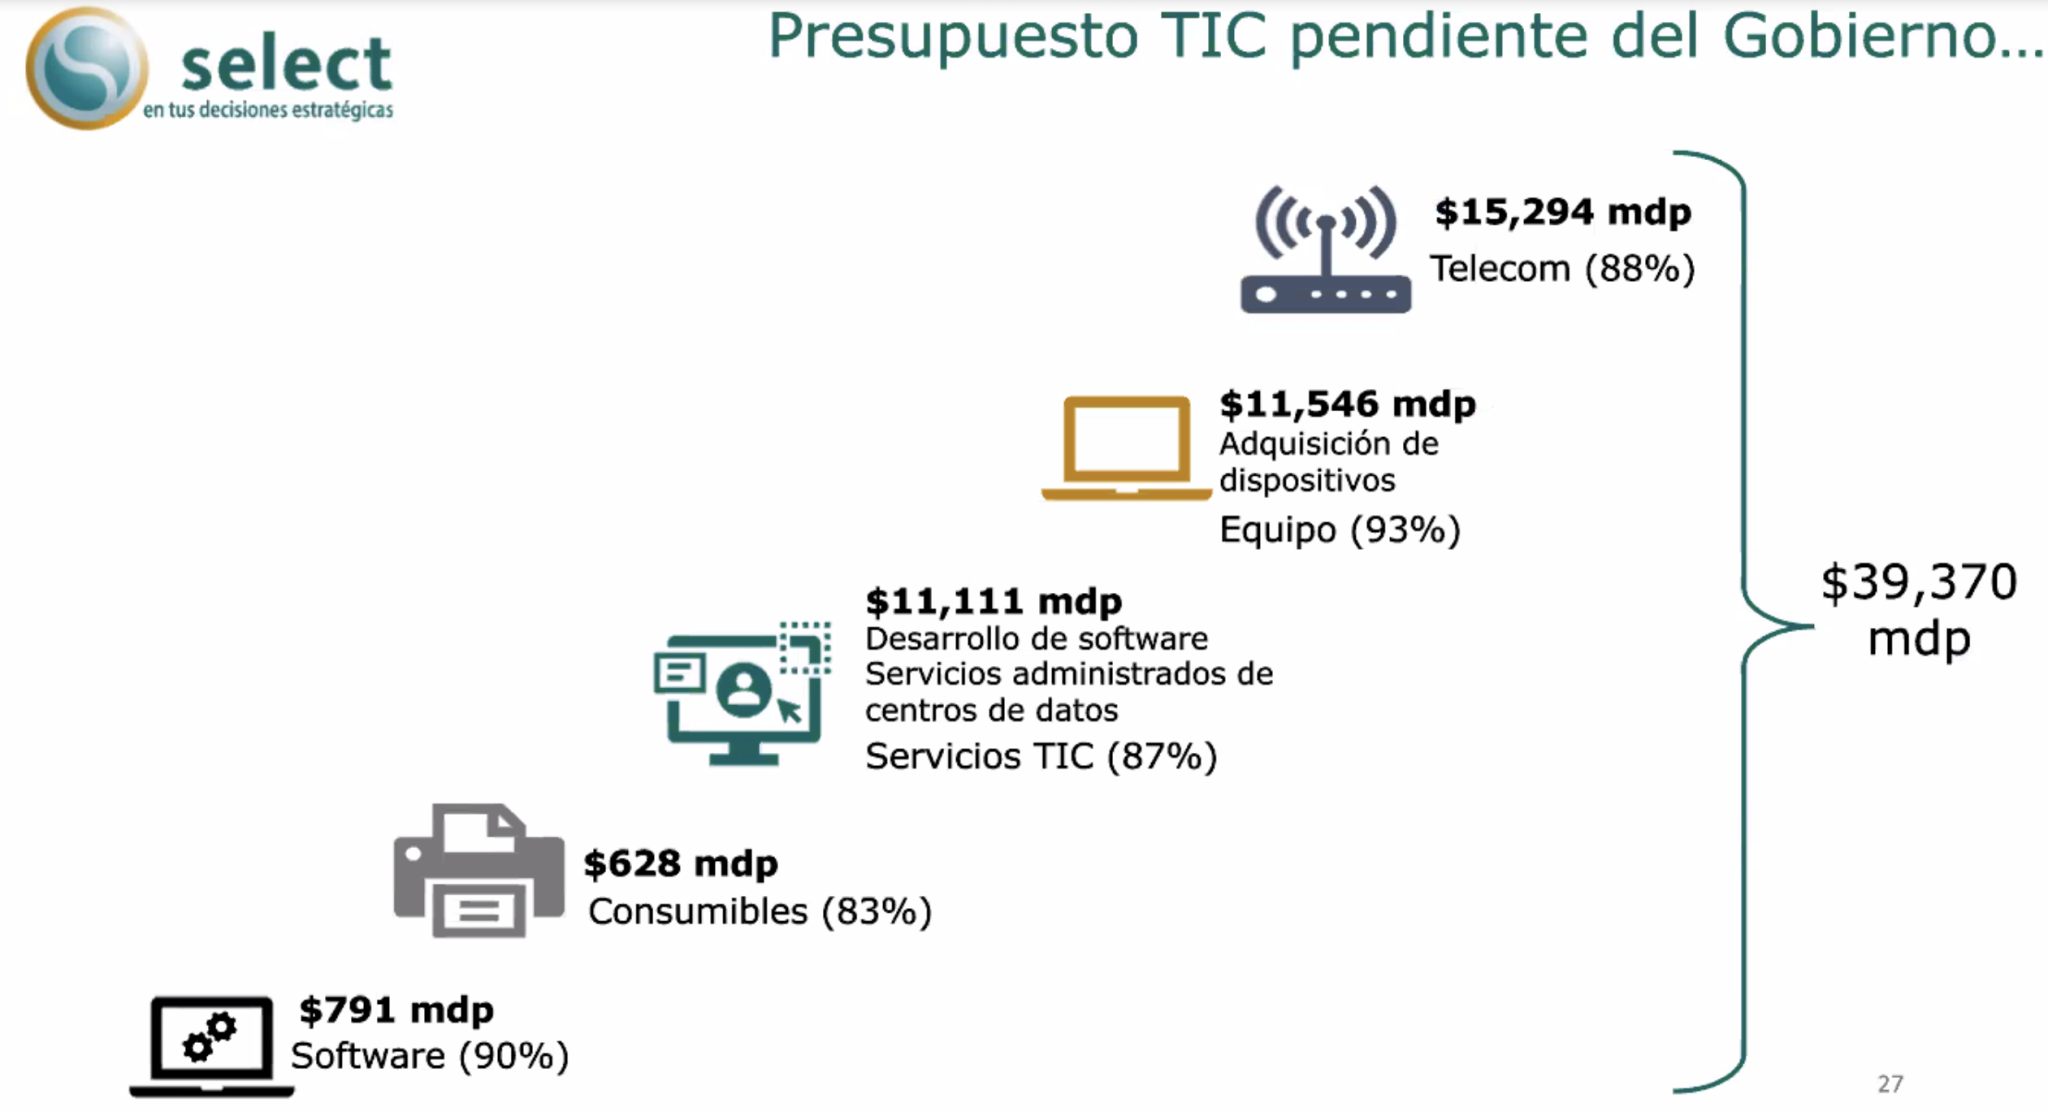 select
en tus decisiones estratégicas
Presupuesto TIC pendiente del Gobierno...
$15,294 mdp
Telecom (88%)
$11,546 mdp
Adquisición de
dispositivos
Equipo (93%)
$11,111 mdp
Desarrollo de software
Servicios administrados de
centros de datos
Servicios TIC (87%)
$628 mdp
Consumibles (83%)
$791 mdp
Software (90%)
$39,370
mdp
27